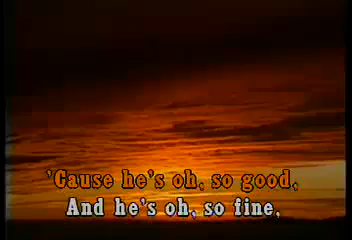 'Cause he's oh, so good,
And he's oh, so fine,